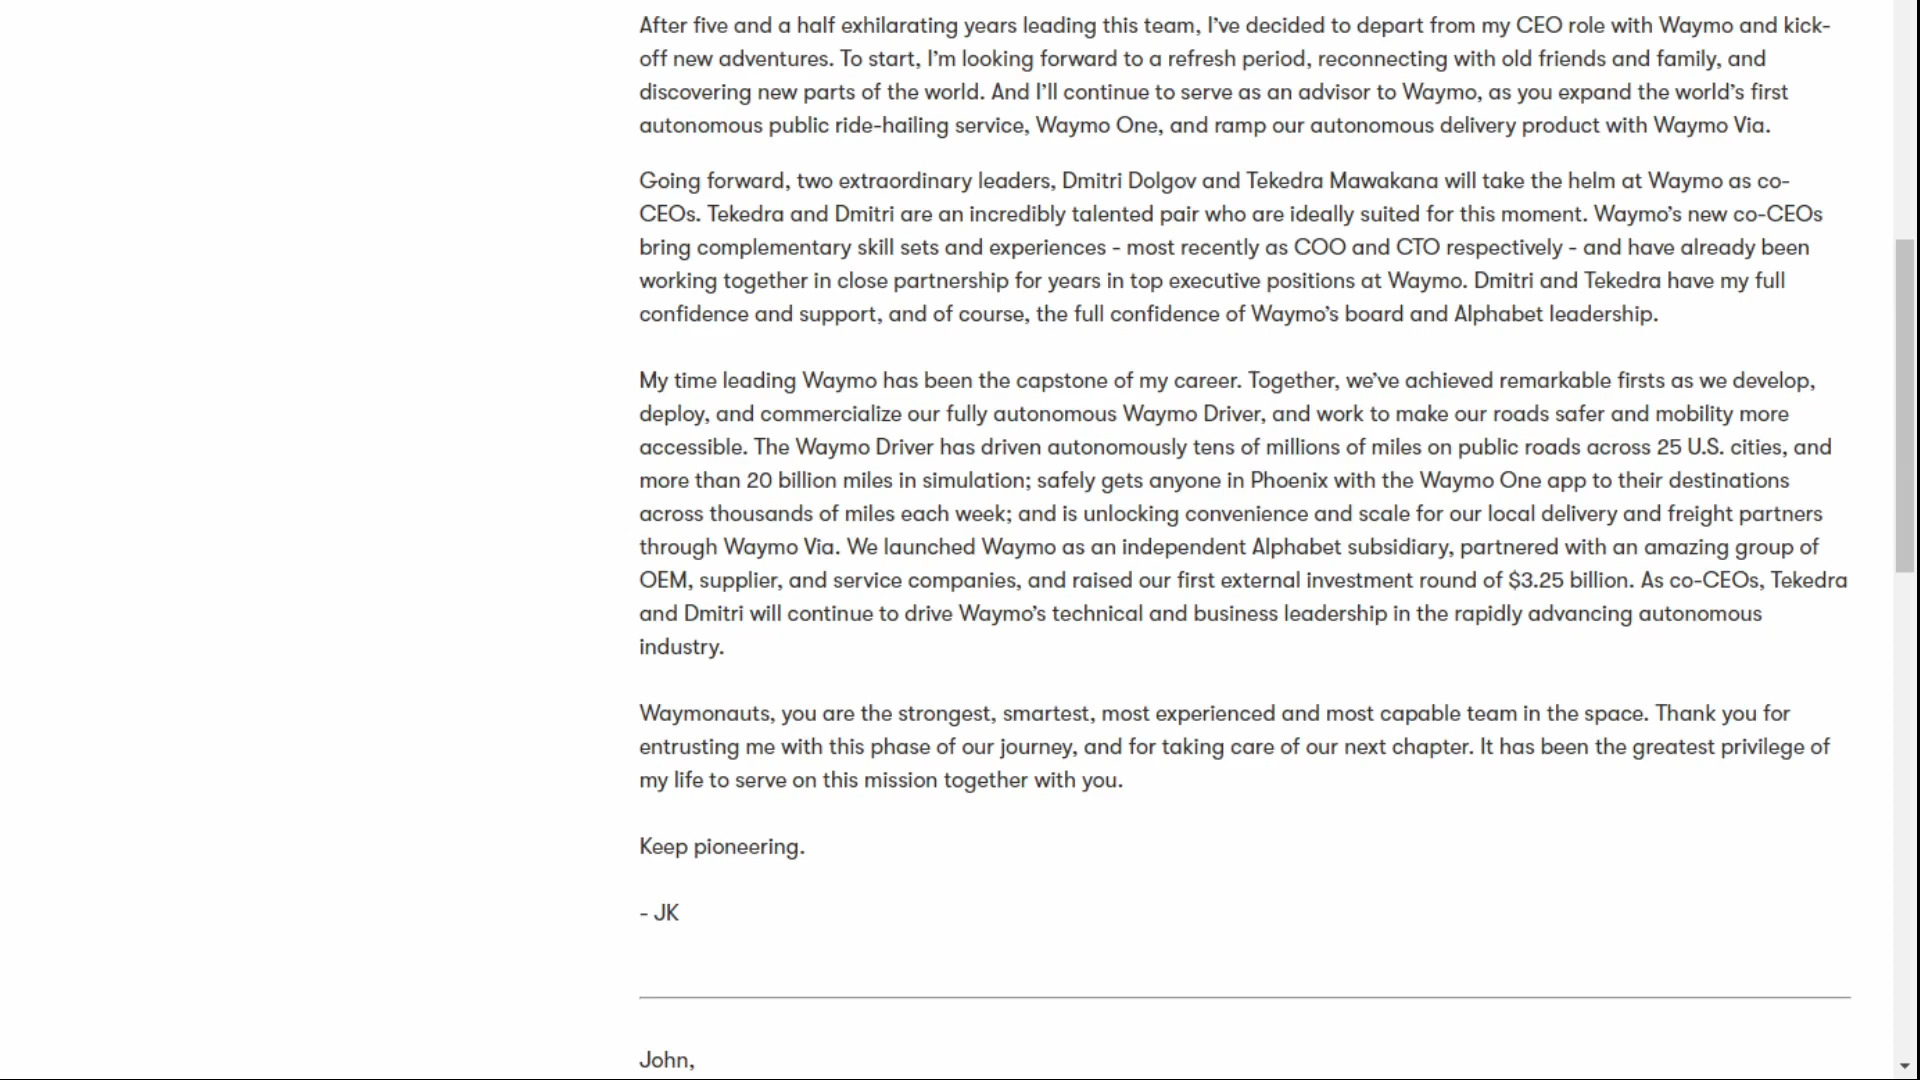 After five and a half exhilarating years leading this team, I’ve decided to depart from my CEO role with Waymo and kick-
off new adventures. To start, I’m looking forward to a refresh period, reconnecting with old friends and family, and
discovering new parts of the world. And I’ll continue to serve as an advisor to Waymo, as you expand the world’s first
autonomous public ride-hailing service, Waymo One, and ramp our autonomous delivery product with Waymo Via.
Going forward, two extraordinary leaders, Dmitri Dolgov and Tekedra Mawakana will take the helm at Waymo as co-
CEOs. Tekedra and Dmitri are an incredibly talented pair who are ideally suited for this moment. Waymo’s new co-CEOs
bring complementary skill sets and experiences - most recently as COO and CTO respectively - and have already been
working together in close partnership for years in top executive positions at Waymo. Dmitri and Tekedra have my full
confidence and support, and of course, the full confidence of Waymo’s board and Alphabet leadership.
My time leading Waymo has been the capstone of my career. Together, we’ve achieved remarkable firsts as we develop,
deploy, and commercialize our fully autonomous Waymo Driver, and work to make our roads safer and mobility more
accessible. The Waymo Driver has driven autonomously tens of millions of miles on public roads across 25 U.S. cities, and
more than 20 billion miles in simulation; safely gets anyone in Phoenix with the Waymo One app to their destinations
across thousands of miles each week; and is unlocking convenience and scale for our local delivery and freight partners
through Waymo Via. We launched Waymo as an independent Alphabet subsidiary, partnered with an amazing group of
OEM, supplier, and service companies, and raised our first external investment round of $3.25 billion. As co-CEOs, Tekedra
and Dmitri will continue to drive Waymo’s technical and business leadership in the rapidly advancing autonomous
industry.
Waymonauts, you are the strongest, smartest, most experienced and most capable team in the space. Thank you for
entrusting me with this phase of our journey, and for taking care of our next chapter. It has been the greatest privilege of
my life to serve on this mission together with you.
Keep pioneering.
- JK
John,